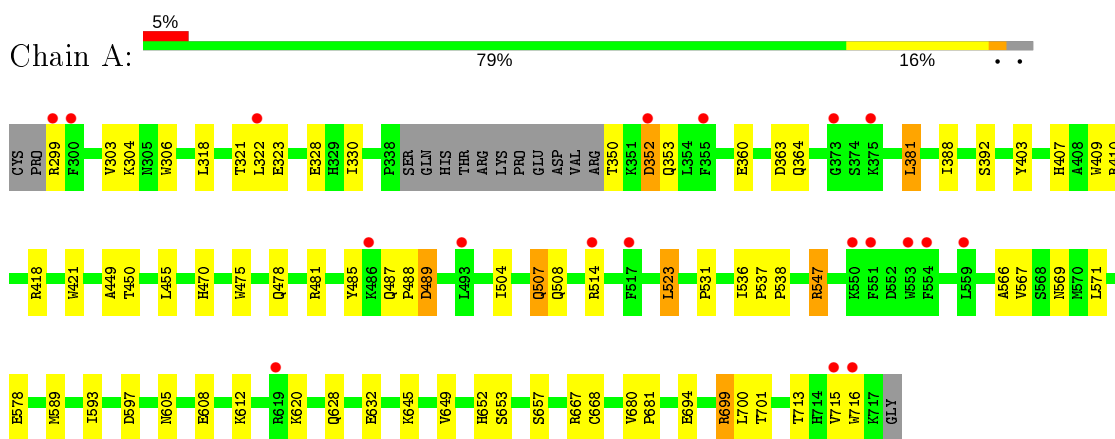 5%
Chain A:
79% 16% • •
CYS PRO R299 F300 V303 K304 N305 W306 L318 T321 L322 E323 E328 H329 I330 P338 SER GLN HIS THR ARG LYS PRO GLU ASP VAL ARG T350 K351 D352 Q353 L354 F355 E360 D363 Q364 G373 S374 K375 L381 I388 S392 Y403 H407 A408 W409 R410
R418 W421 A449 T450 L455 H470 W475 Q478 R481 Y485 K486 Q487 P488 D489 L493 I504 Q507 Q508 R514 F517 L523 P531 I536 P537 P538 R547 K550 F551 D552 W553 F554 L559 A566 V567 S568 N569 M570 L571
E578 M589 I593 D597 N605 E608 K612 R619 K620 Q628 E632 K645 V649 H652 S653 S657 R667 C668 V680 P681 E694 R699 L700 T701 T713 H714 V715 W716 K717 GLY